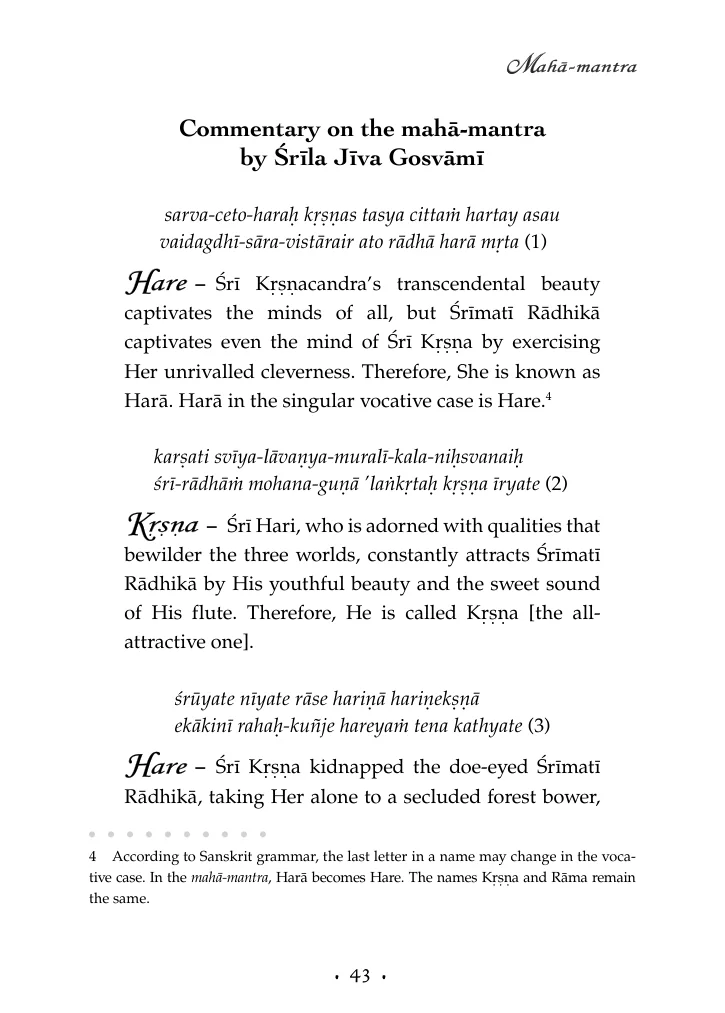 Mahā-mantra
Commentary on the mahā-mantra
by Śrīla Jīva Gosvāmī
sarva-ceto-haraḥ kṛṣṇas tasya cittaṁ hartay asau
vaidagdhī-sāra-vistārair ato rādhā harā mṛta (1)
Hare – Śrī Kṛṣṇacandra’s transcendental beauty
captivates the minds of all, but Śrīmatī Rādhikā
captivates even the mind of Śrī Kṛṣṇa by exercising
Her unrivalled cleverness. Therefore, She is known as
Harā. Harā in the singular vocative case is Hare.4
karṣati svīya-lāvaṇya-muralī-kala-niḥsvanaiḥ
śrī-rādhāṁ mohana-guṇā ’laṅkṛtaḥ kṛṣṇa īryate (2)
Kṛṣṇa – Śrī Hari, who is adorned with qualities that
bewilder the three worlds, constantly attracts Śrīmatī
Rādhikā by His youthful beauty and the sweet sound
of His flute. Therefore, He is called Kṛṣṇa [the all-
attractive one].
śrūyate nīyate rāse hariṇā hariṇekṣṇā
ekākinī rahaḥ-kuñje hareyaṁ tena kathyate (3)
Hare – Śrī Kṛṣṇa kidnapped the doe-eyed Śrīmatī
Rādhikā, taking Her alone to a secluded forest bower,
4 According to Sanskrit grammar, the last letter in a name may change in the voca-
tive case. In the mahā-mantra, Harā becomes Hare. The names Kṛṣṇa and Rāma remain
the same.
• 43 •